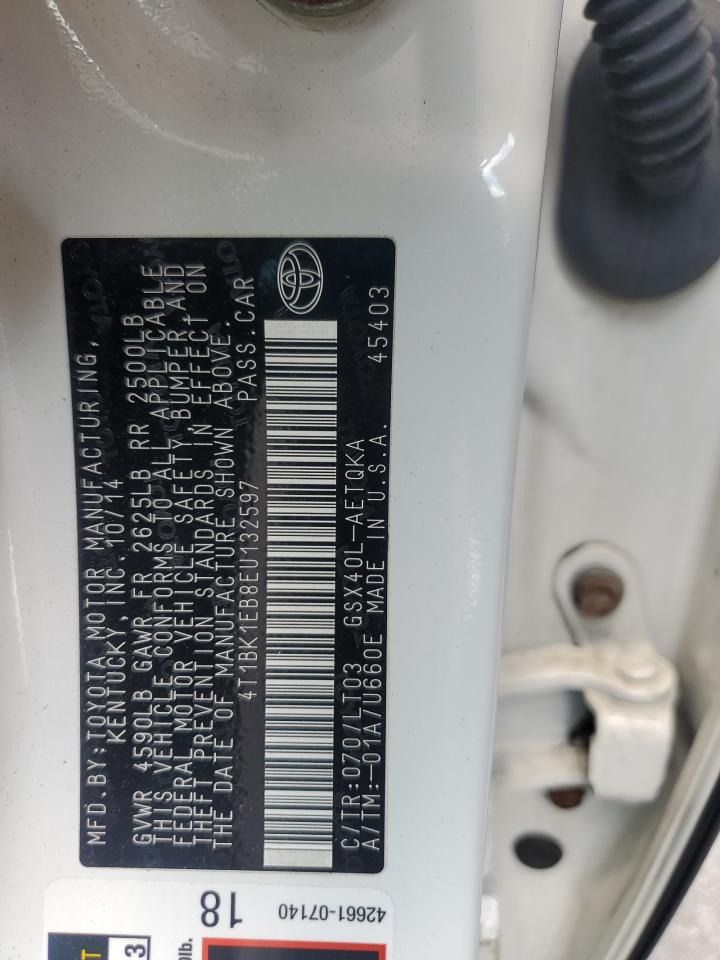 MFD.BY:TOYOTA MOTOR MANUFACTURING,
KENTUCKY, INC. 10/14
GVWR 4590LB GAWR FR 2625LB RR 2500LB
THIS VEHICLE CONFORMS TO ALL APPLICABLE
FEDERAL MOTOR VEHICLE SAFETY, BUMPER, AND
THEFT PREVENTION STANDARDS IN EFFECT ON
THE DATE OF MANUFACTURE SHOWN ABOVE.
4T1BK1EB8EU132597 PASS.CAR
C/TR:070/LT03 GSX40L-AETQKA
A/TM:-01A/U660E MADE IN U.S.A. 45403
18
42661-07140
3
lb.